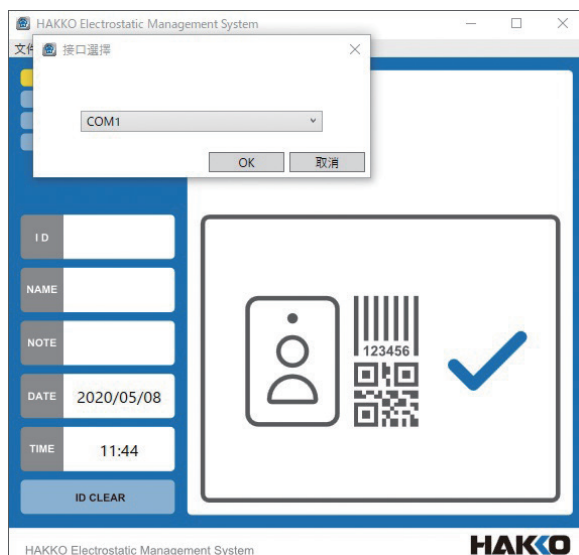 HAKKO Electrostatic Management System
文件
接口選擇
COM1
OK
取消
ID
NAME
NOTE
DATE
2020/05/08
TIME
11:44
ID CLEAR
123456
HAKKO Electrostatic Management System
HAKKO